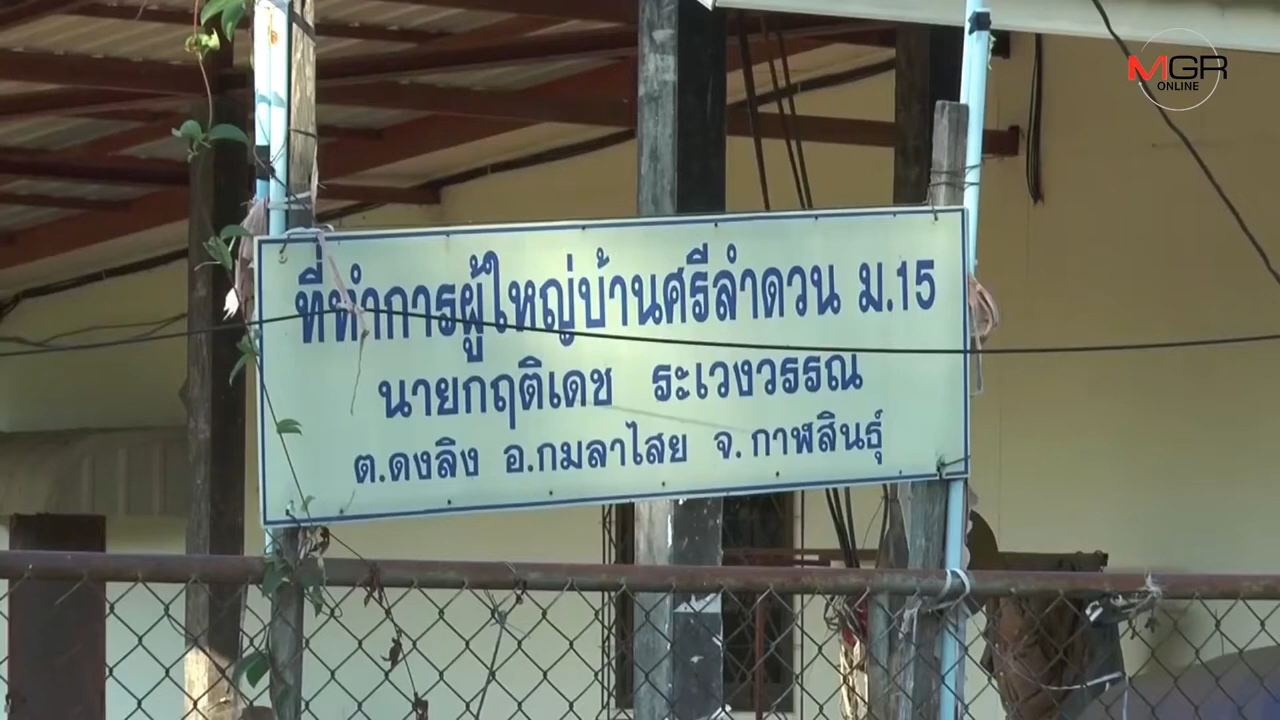 MGR
ONLINE
ที่ทำการผู้ใหญ่บ้านศรีลำดวน ม.15
นายกฤติเดช ระเวงวรรณ
ต.ดงลิง อ.กมลาไสย จ.กาฬสินธุ์